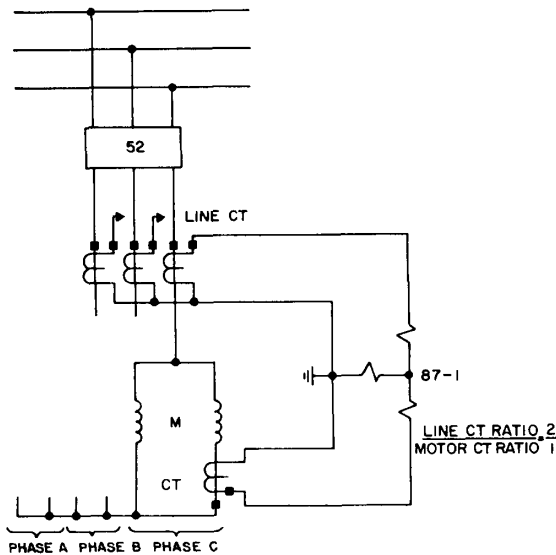 52
LINE CT
87-1
M
LINE CT RATIO = 2
MOTOR CT RATIO 1
CT
PHASE A PHASE B PHASE C